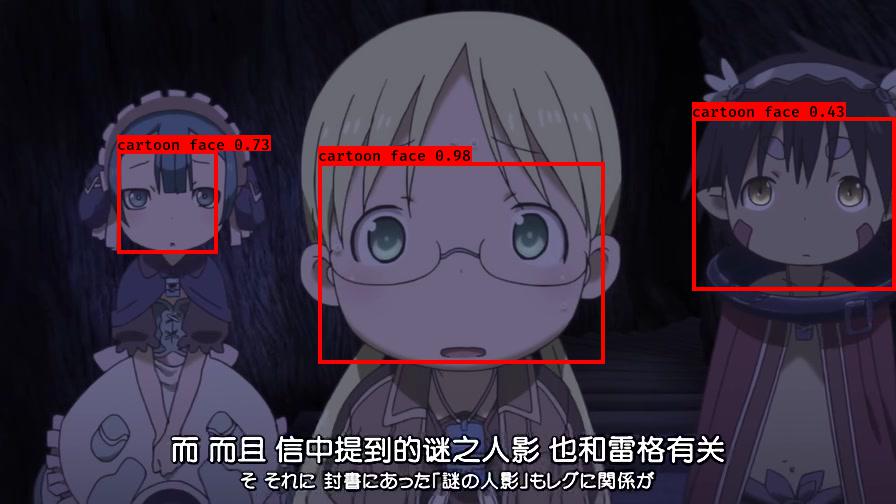 cartoon face 0.43
cartoon face 0.73
cartoon face 0.98
而 而且 信中提到的谜之人影 也和雷格有关
そ それに 封書にあった｢謎の人影｣もレグに関係が